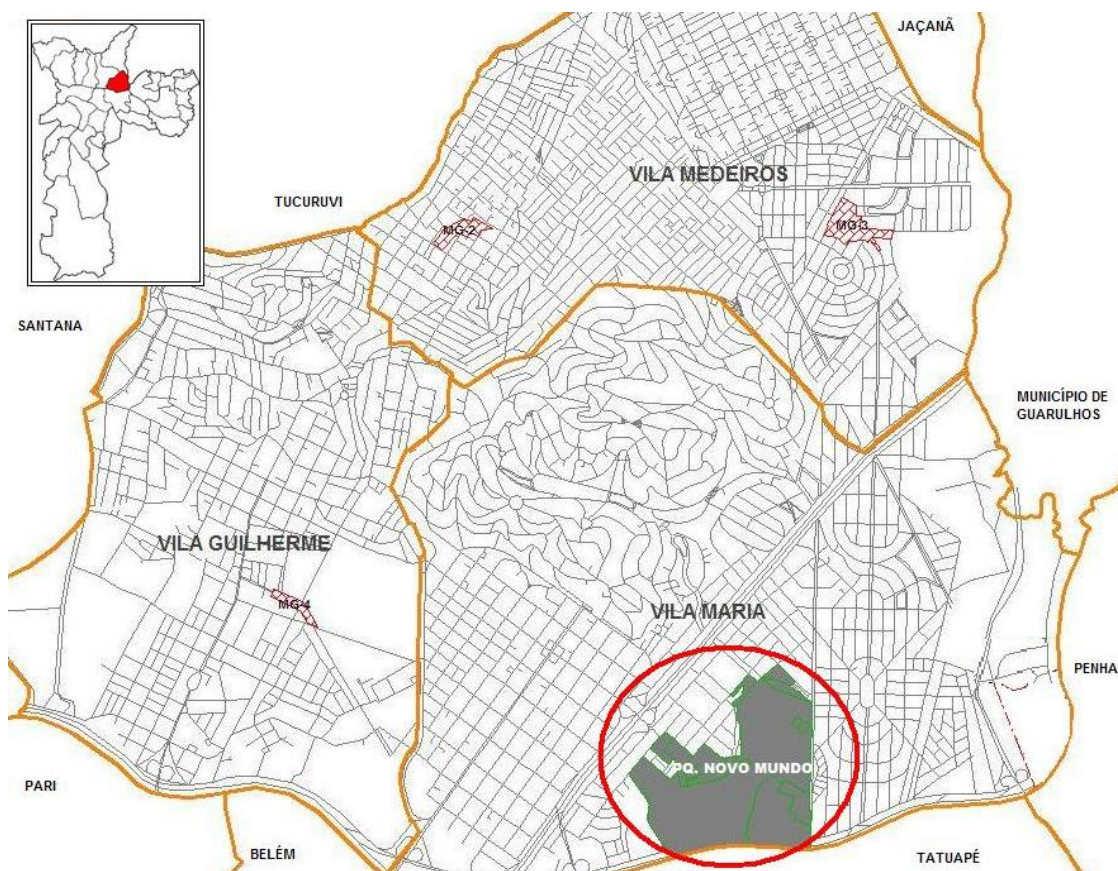 JAÇANÃ
VILA MEDEIROS
TUCURUVI
MG-2
MG-3
SANTANA
MUNICÍPIO DE
GUARULHOS
VILA GUILHERME
MG-4
VILA MARIA
PENHA
PQ. NOVO MUNDO
PARI
BELÉM
TATUAPÉ